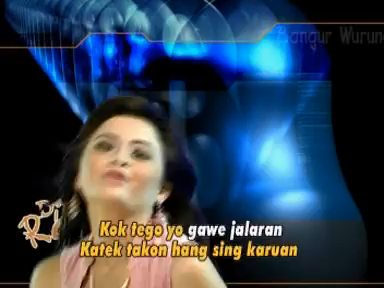 Bangur Wurung
Kok tego yo gawe jalaran
Katek takon hang sing karuan